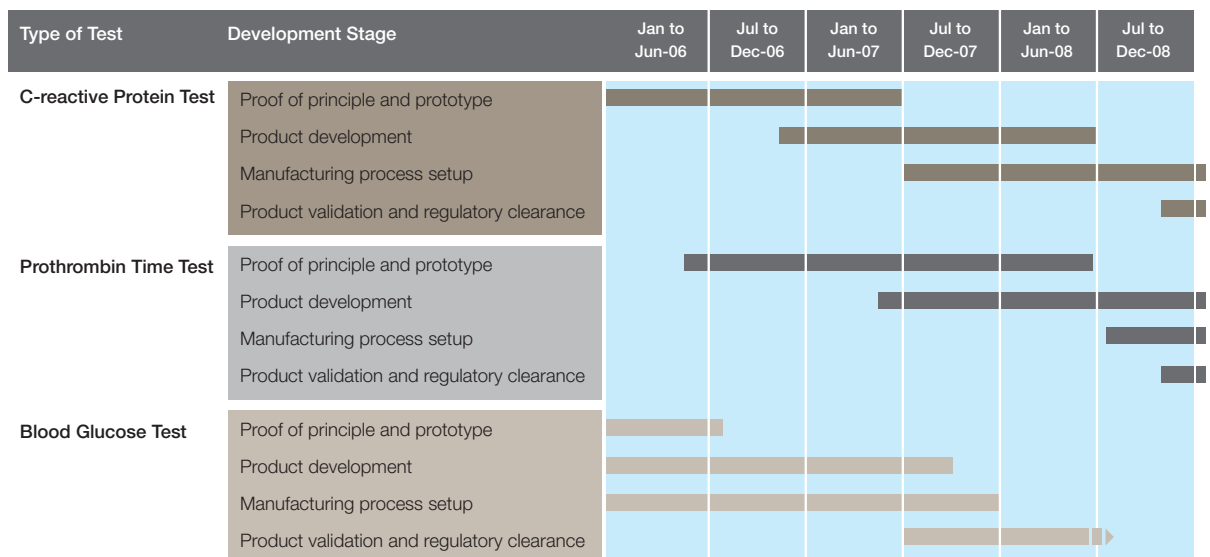 Type of Test Development Stage Jan to Jun-06 Jul to Dec-06 Jan to Jun-07 Jul to Dec-07 Jan to Jun-08 Jul to Dec-08
C-reactive Protein Test Proof of principle and prototype
Product development
Manufacturing process setup
Product validation and regulatory clearance
Prothrombin Time Test Proof of principle and prototype
Product development
Manufacturing process setup
Product validation and regulatory clearance
Blood Glucose Test Proof of principle and prototype
Product development
Manufacturing process setup
Product validation and regulatory clearance